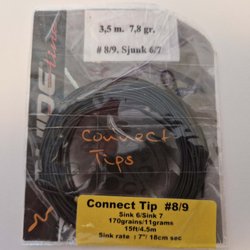 3,5 m. 7,8 gr.
# 8/9, Sjunk 6/7
GUIDE
Connect
Tips
Connect Tip #8/9
Sink 6/Sink 7
170grains/11grams
15ft/4.5m
Sink rate : 7"/ 18cm sec